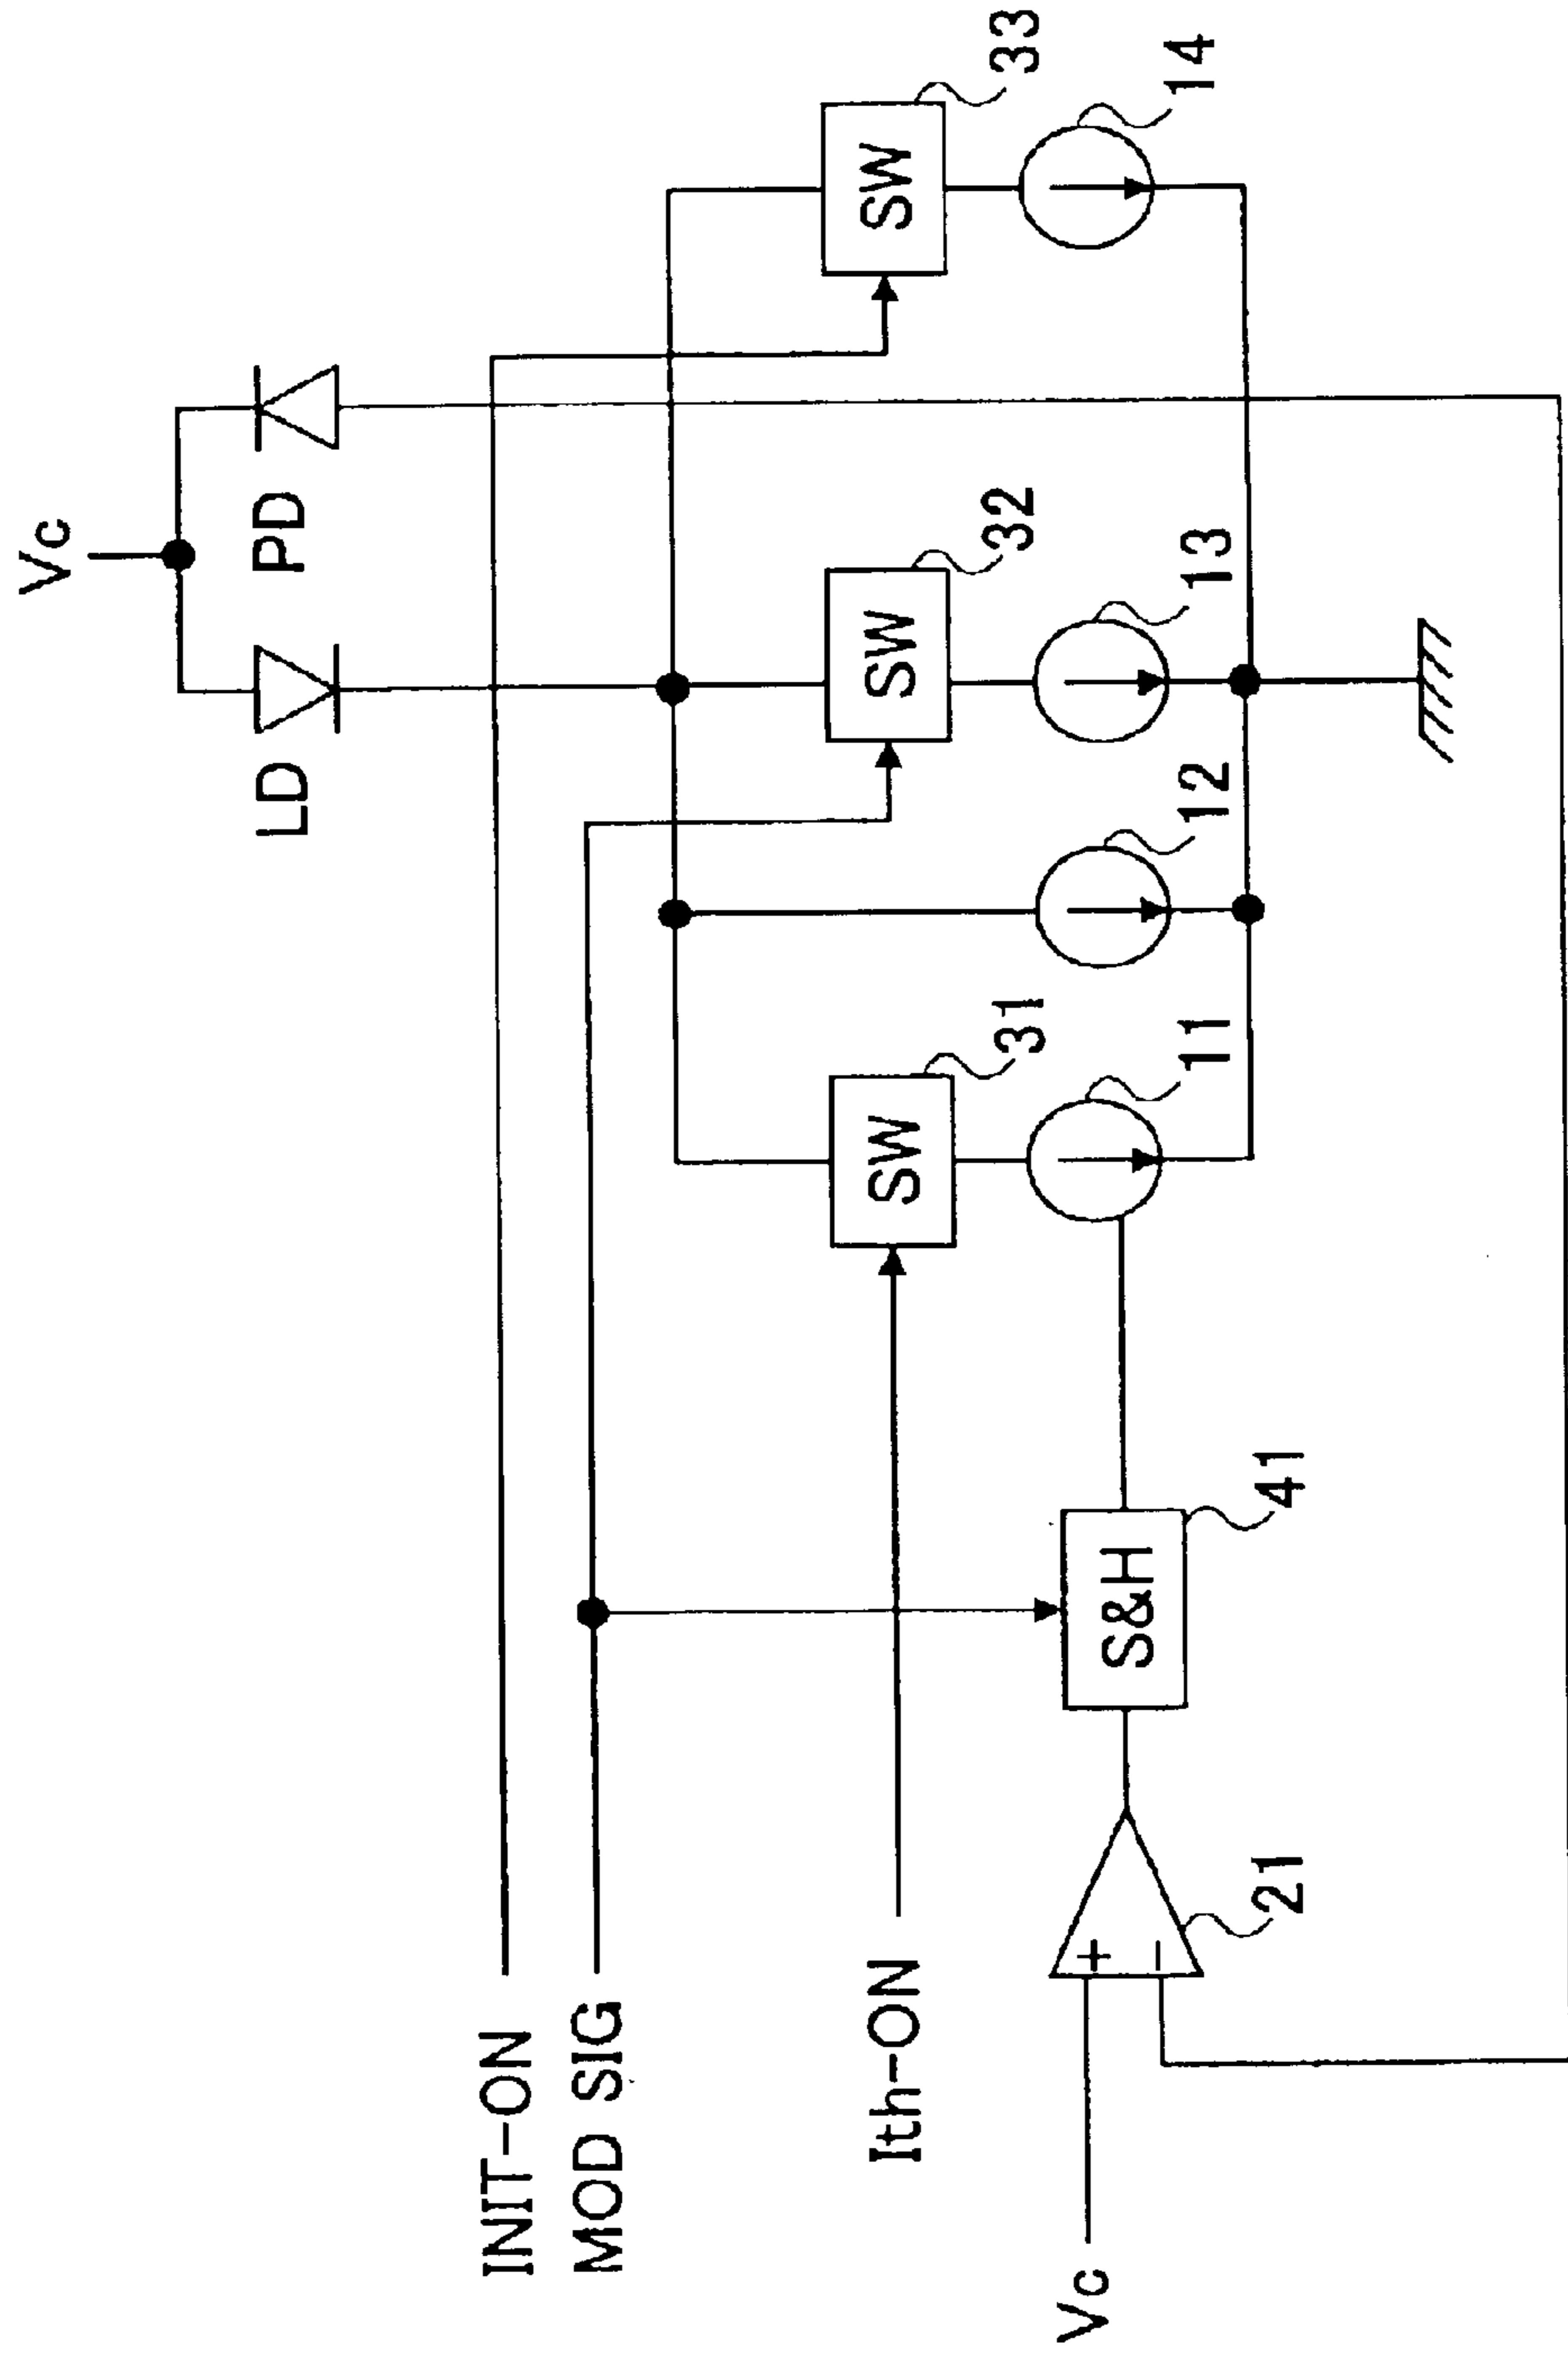 Vc
LD
PD
INIT-ON
MOD SIG
Ith-ON
SW
31
SW
32
SW
33
Vc
+
-
21
S&H
41
11
12
13
14